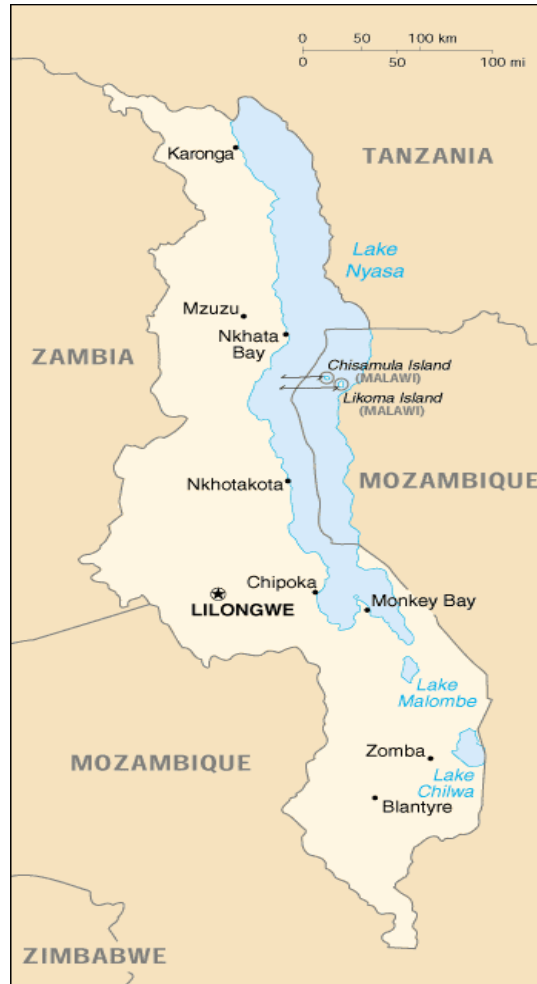 0 50 100 km
0 50 100 mi
Karonga
TANZANIA
Lake
Nyasa
Mzuzu
Nkhata
Bay
ZAMBIA
Chisamula Island
(MALAWI)
Likoma Island
(MALAWI)
Nkhotakota
MOZAMBIQUE
Chipoka
LILONGWE
Monkey Bay
Lake
Malombe
MOZAMBIQUE
Zomba
Lake
Chilwa
Blantyre
ZIMBABWE